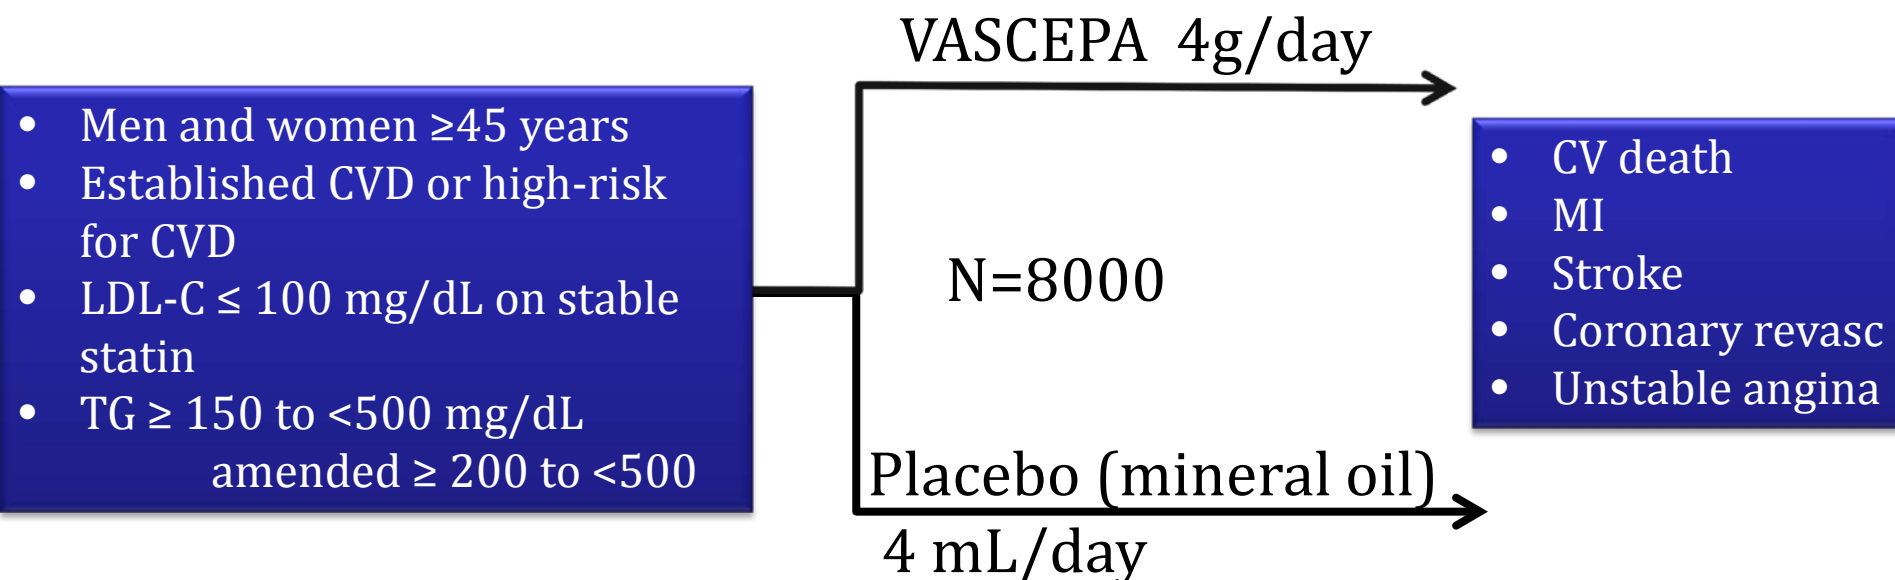 VASCEPA 4g/day
• Men and women ≥45 years
• Established CVD or high-risk
for CVD
• LDL-C ≤ 100 mg/dL on stable
statin
• TG ≥ 150 to <500 mg/dL
amended ≥ 200 to <500
N=8000
Placebo (mineral oil)
4 mL/day
• CV death
• MI
• Stroke
• Coronary revasc
• Unstable angina